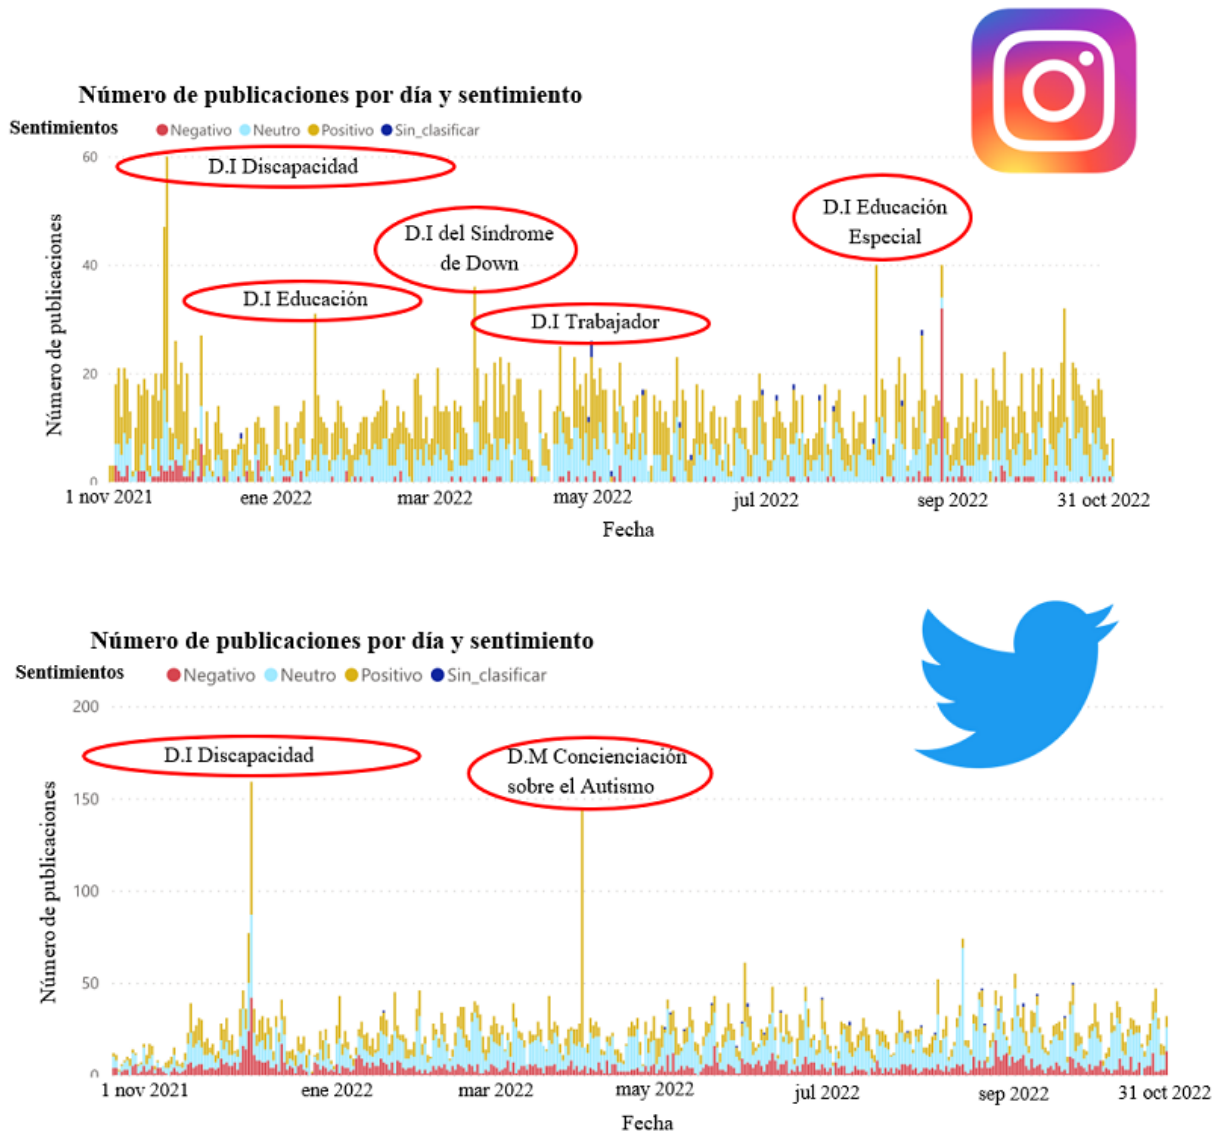 Número de publicaciones por día y sentimiento
Sentimientos Negativo Neutro Positivo Sin_clasificar
60
D.I Discapacidad
D.I Educación
Especial
D.I del Síndrome
de Down
40
D.I Educación
D.I Trabajador
20
0
Número de publicaciones
1 nov 2021 ene 2022 mar 2022 may 2022 jul 2022 sep 2022 31 oct 2022
Fecha
Número de publicaciones por día y sentimiento
Sentimientos Negativo Neutro Positivo Sin_clasificar
200
D.I Discapacidad
D.M Concienciación
sobre el Autismo
150
100
50
0
Número de publicaciones
1 nov 2021 ene 2022 mar 2022 may 2022 jul 2022 sep 2022 31 oct 2022
Fecha